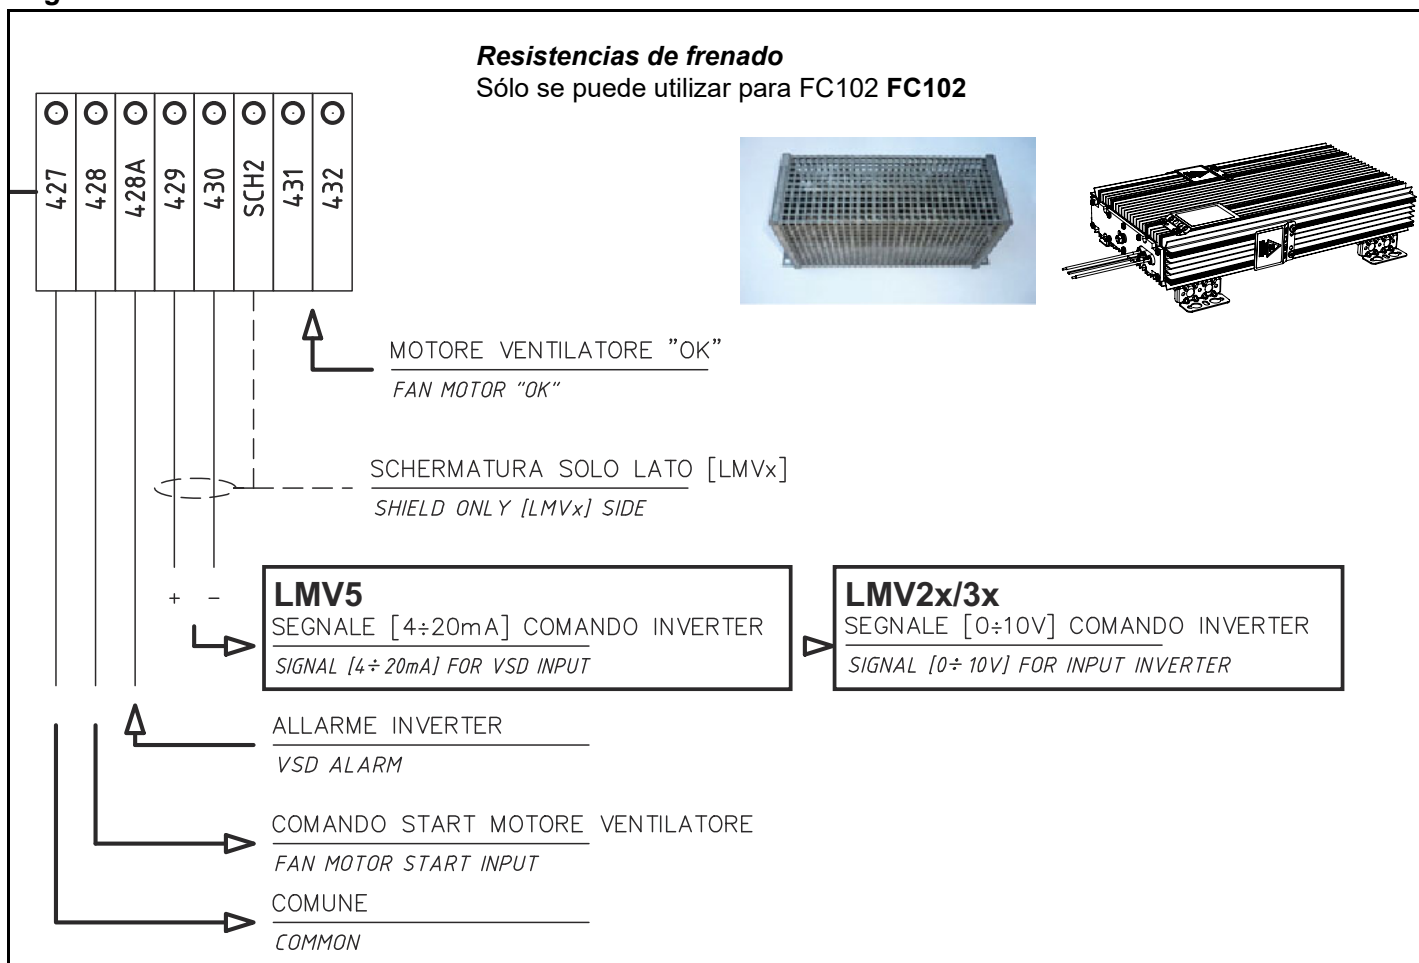 Resistencias de frenado
Sólo se puede utilizar para FC102 FC102
427
428
428A
429
430
SCH2
431
432
MOTORE VENTILATORE "OK"
FAN MOTOR "OK"
SCHERMATURA SOLO LATO [LMVx]
SHIELD ONLY [LMVx] SIDE
+ −
LMV5
SEGNALE [4÷20mA] COMANDO INVERTER
SIGNAL [4÷20mA] FOR VSD INPUT
LMV2x/3x
SEGNALE [0÷10V] COMANDO INVERTER
SIGNAL [0÷10V] FOR INPUT INVERTER
ALLARME INVERTER
VSD ALARM
COMANDO START MOTORE VENTILATORE
FAN MOTOR START INPUT
COMUNE
COMMON